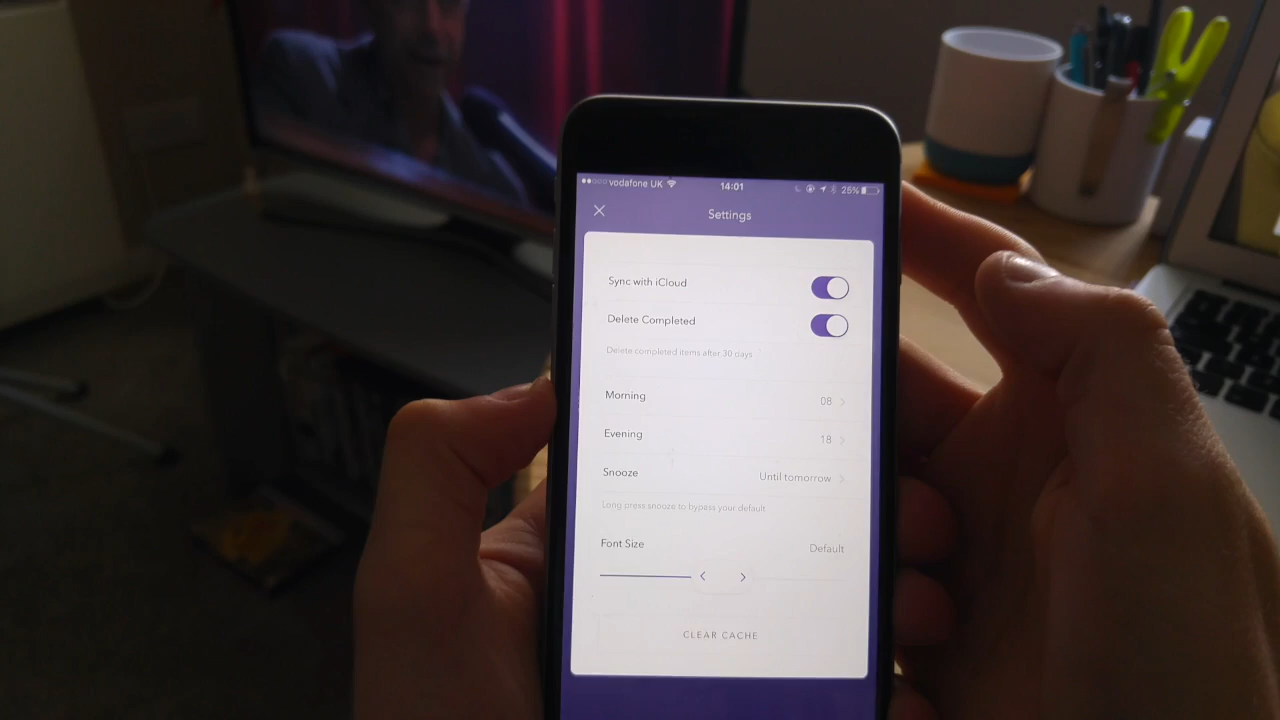 vodafone UK 14:01 25%
Settings
Sync with iCloud
Delete Completed
Delete completed items after 30 days
Morning 08
Evening 18
Snooze Until tomorrow
Long press snooze to bypass your default
Font Size Default
CLEAR CACHE